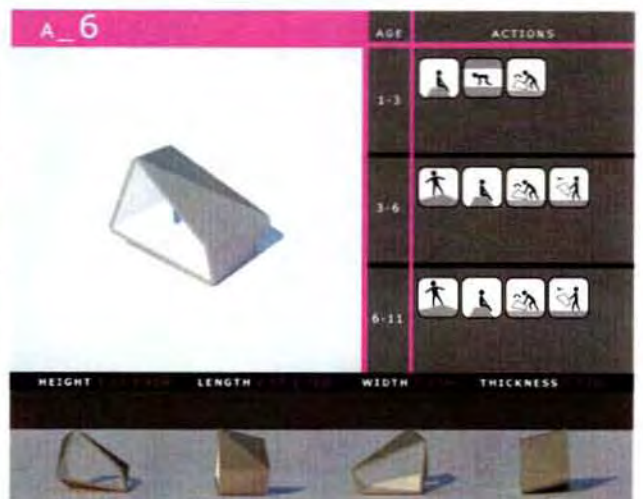 A_6
AGE ACTIONS
1-3
3-6
6-11
HEIGHT LENGTH WIDTH THICKNESS